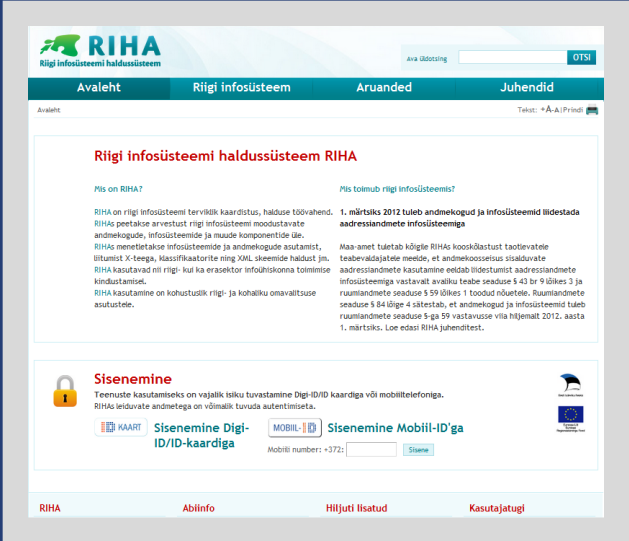 RIHA
Riigi infosüsteemi haldussüsteem
Ava üldotsing
OTSI
Avaleht
Riigi infosüsteem
Aruanded
Juhendid
Avaleht
Tekst: +A-A|Prindi
Riigi infosüsteemi haldussüsteem RIHA
Mis on RIHA?
RIHA on riigi infosüsteemi terviklik kaardistus, halduse töövahend.
RIHAs peetakse arvestust riigi infosüsteemi moodustavate
andmekogude, infosüsteemide ja muude komponentide üle.
RIHAs menetletakse infosüsteemide ja andmekogude asutamist,
liitumist X-teega, klassifikaatorite ning XML skeemide haldust jm.
RIHA kasutavad nii riigi- kui ka erasektor infoühiskonna toimimise
kindlustamisel.
RIHA kasutamine on kohustuslik riigi- ja kohaliku omavalitsuse
asutustele.
Mis toimub riigi infosüsteemis?
1. märtsiks 2012 tuleb andmekogud ja infosüsteemid liidestada
aadressiandmete infosüsteemiga
Maa-amet tuletab kõigile RIHAs kooskõlastust taotlevatele
teabevaldajatele meelde, et andmekoosseisus sisalduvate
aadressiandmete kasutamine eeldab liidestumist aadressiandmete
infosüsteemiga vastavalt avaliku teabe seaduse § 43 br 9 lõikes 3 ja
ruumiandmete seaduse § 59 lõikes 1 toodud nõuetele. Ruumiandmete
seaduse § 84 lõige 4 sätestab, et andmekogud ja infosüsteemid tuleb
ruumiandmete seaduse §-ga 59 vastavusse viia hiljemalt 2012. aasta
1. märtsiks. Loe edasi RIHA juhenditest.
Sisenemine
Teenuste kasutamiseks on vajalik isiku tuvastamine Digi-ID/ID kaardiga või mobiiltelefoniga.
RIHAs leiduvate andmetega on võimalik tuvuda autentimiseta.
KAART
Sisenemine Digi-
ID/ID-kaardiga
MOBIIL-ID
Sisenemine Mobiil-ID'ga
Mobiili number: +372:
Sisene
RIHA
Abiinfo
Hiljuti lisatud
Kasutajatugi